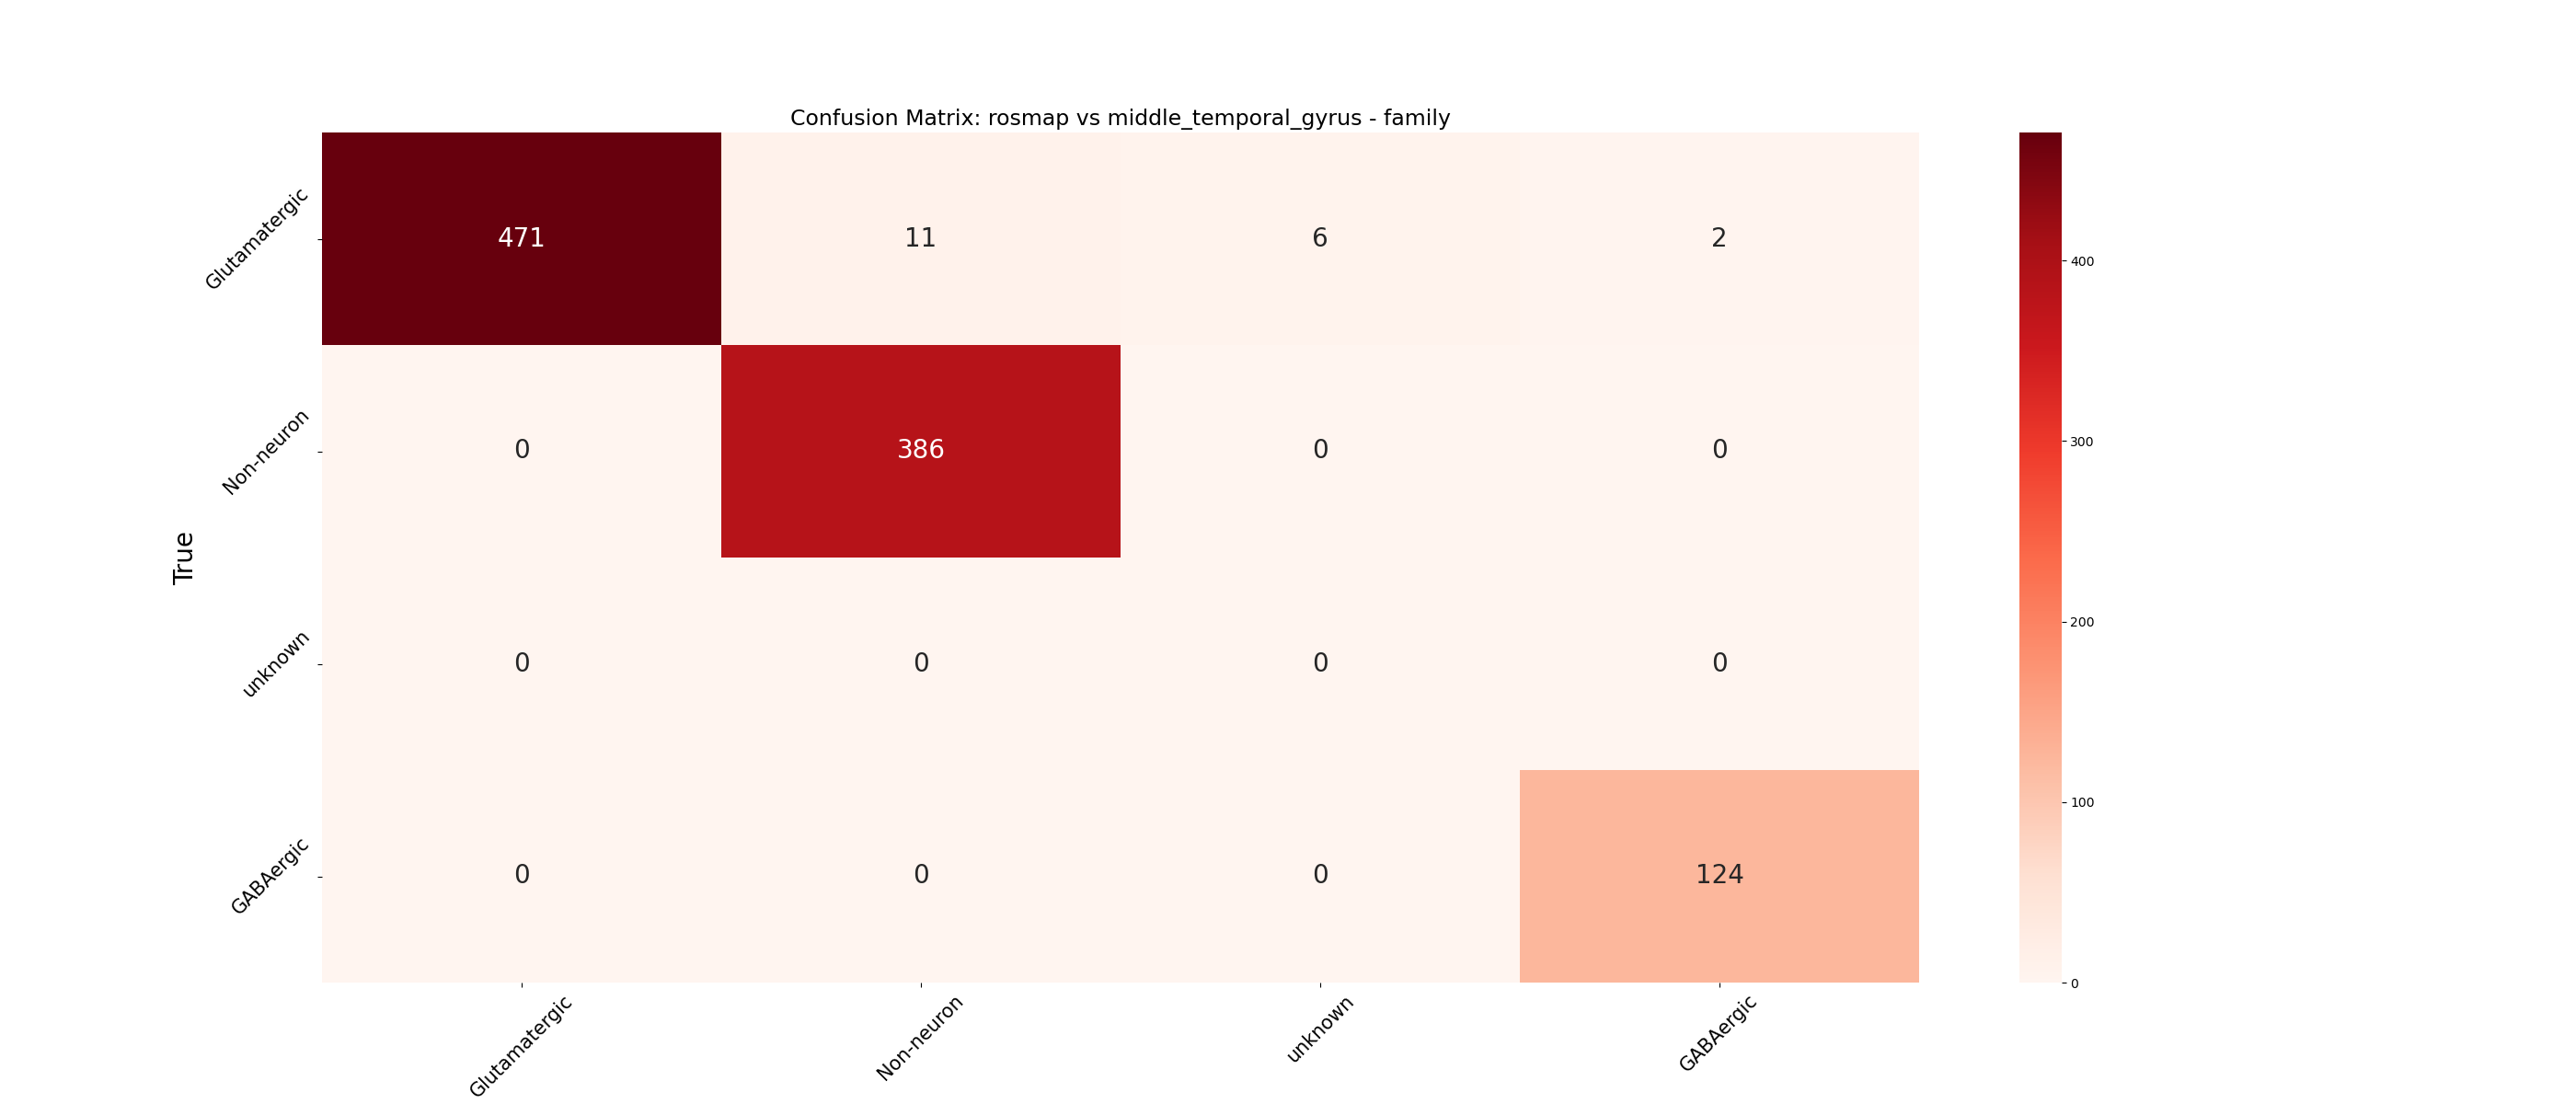 Confusion Matrix: rosmap vs middle_temporal_gyrus - family
True
Glutamatergic
471 11 6 2
Non-neuron
0 386 0 0
unknown
0 0 0 0
GABAergic
0 0 0 124
Glutamatergic Non-neuron unknown GABAergic
400
300
200
100
0